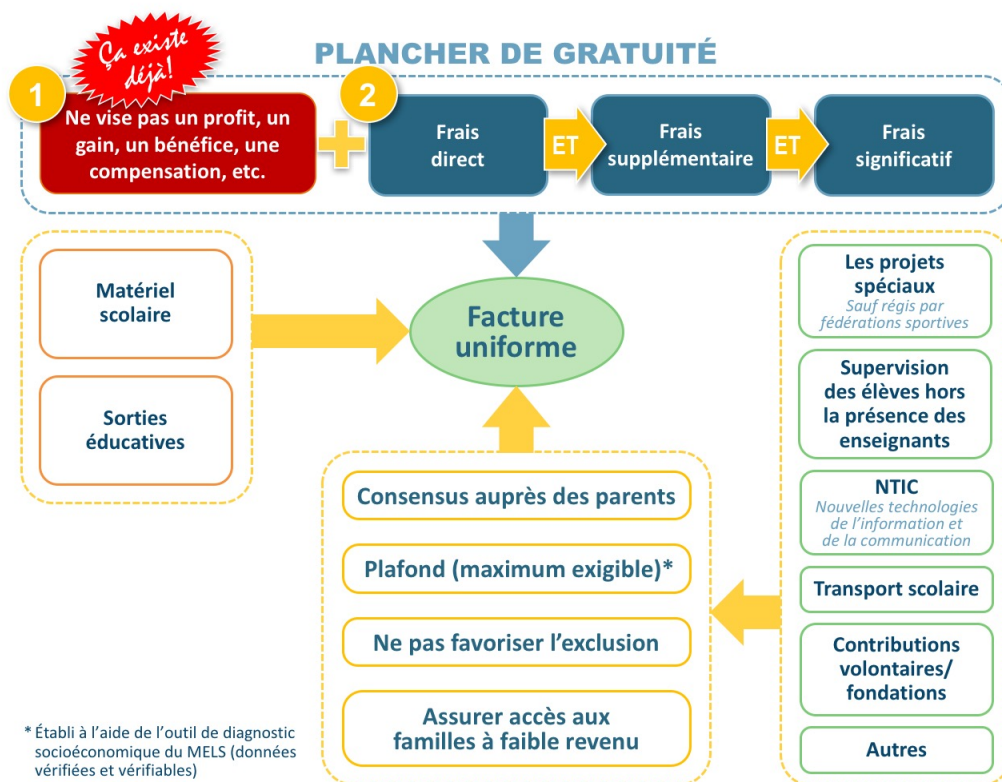 PLANCHER DE GRATUITÉ
Ça existe
déjà!
1
Ne vise pas un profit, un
gain, un bénéfice, une
compensation, etc.
2
Frais
direct
ET
Frais
supplémentaire
ET
Frais
significatif
Matériel
scolaire
Sorties
éducatives
Facture
uniforme
Consensus auprès des parents
Plafond (maximum exigible)*
Ne pas favoriser l’exclusion
Assurer accès aux
familles à faible revenu
Les projets
spéciaux
Sauf régis par
fédérations sportives
Supervision
des élèves hors
la présence des
enseignants
NTIC
Nouvelles technologies
de l’information et
de la communication
Transport scolaire
Contributions
volontaires/
fondations
Autres
* Établi à l’aide de l’outil de diagnostic
socioéconomique du MELS (données
vérifiées et vérifiables)